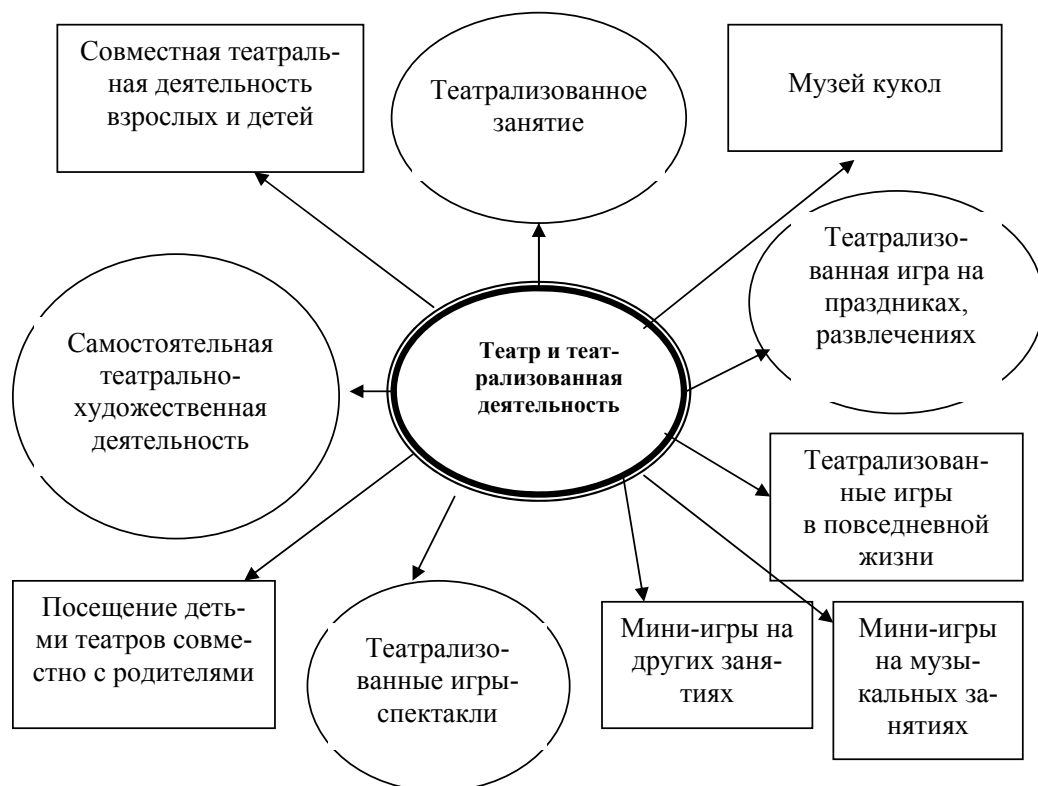 Совместная театраль-
ная деятельность
взрослых и детей
Театрализованное
занятие
Музей кукол
Театрализо-
ванная игра на
праздниках,
развлечениях
Самостоятельная
театрально-
художественная
деятельность
Театр и теат-
рализованная
деятельность
Театрализован-
ные игры
в повседневной
жизни
Посещение деть-
ми театров совме-
стно с родителями
Театрализо-
ванные игры-
спектакли
Мини-игры на
других заня-
тиях
Мини-игры
на музы-
кальных за-
нятиях